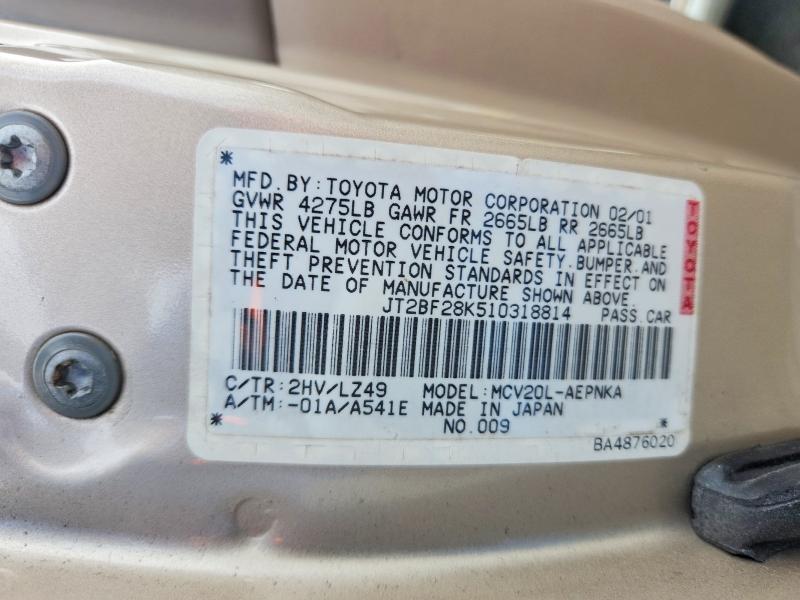 *
MFD. BY: TOYOTA MOTOR CORPORATION 02/01
GVWR 4275LB GAWR FR 2665LB RR 2665LB
THIS VEHICLE CONFORMS TO ALL APPLICABLE
FEDERAL MOTOR VEHICLE SAFETY, BUMPER, AND
THEFT PREVENTION STANDARDS IN EFFECT ON
THE DATE OF MANUFACTURE SHOWN ABOVE.
TOYOTA
JT2BF28K510318814 PASS.CAR
C/TR: 2HV/LZ49 MODEL: MCV20L-AEPNKA
A/TM: -01A/A541E MADE IN JAPAN
* NO.009 *
BA4876020